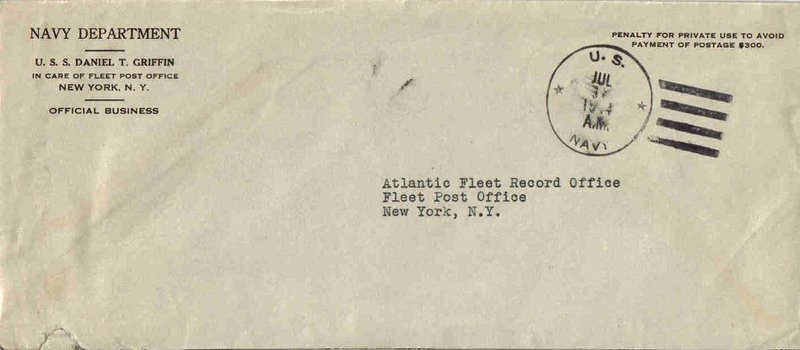 NAVY DEPARTMENT
U. S. S. DANIEL T. GRIFFIN
IN CARE OF FLEET POST OFFICE
NEW YORK, N. Y.
OFFICIAL BUSINESS
PENALTY FOR PRIVATE USE TO AVOID
PAYMENT OF POSTAGE $300.
U. S.
JUL
A.M.
NAVY
Atlantic Fleet Record Office
Fleet Post Office
New York, N.Y.